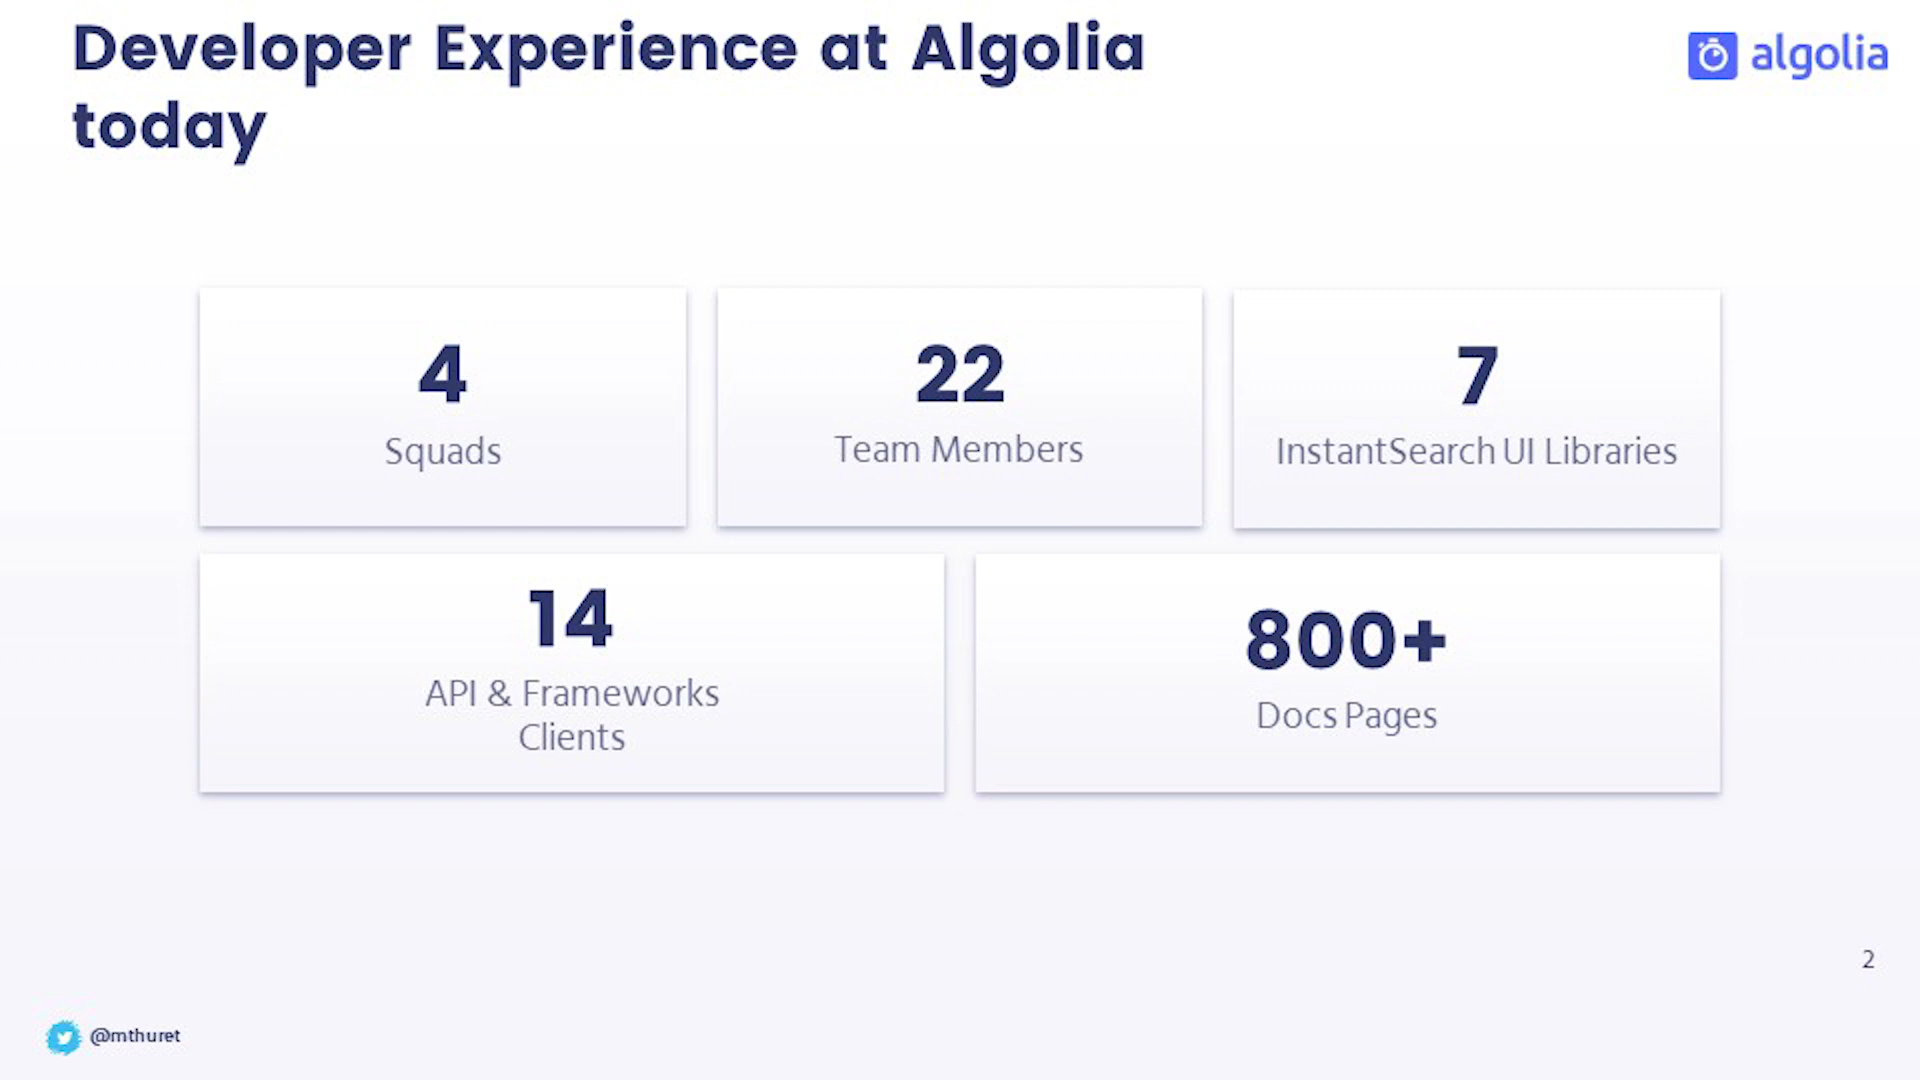 Developer Experience at Algolia
today
algolia
4
Squads
22
Team Members
7
InstantSearch UI Libraries
14
API & Frameworks
Clients
800+
Docs Pages
2
@mthuret